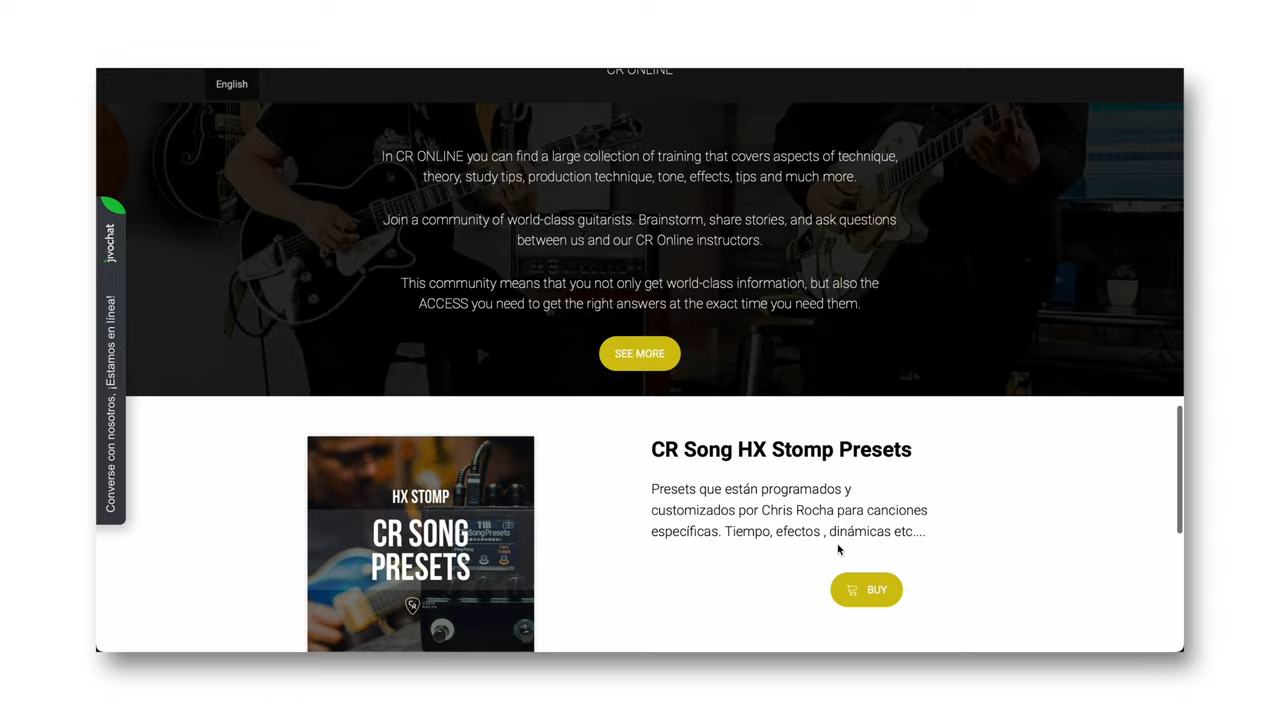 CR ONLINE
English
In CR ONLINE you can find a large collection of training that covers aspects of technique,
theory, study tips, production technique, tone, effects, tips and much more.
Join a community of world-class guitarists. Brainstorm, share stories, and ask questions
between us and our CR Online instructors.
This community means that you not only get world-class information, but also the
ACCESS you need to get the right answers at the exact time you need them.
SEE MORE
jivochat
Converse con nosotros, ¡Estamos en línea!
CR Song HX Stomp Presets
Presets que están programados y
customizados por Chris Rocha para canciones
específicas. Tiempo, efectos , dinámicas etc....
BUY
HX STOMP
CR SONG
PRESETS
11B
CR